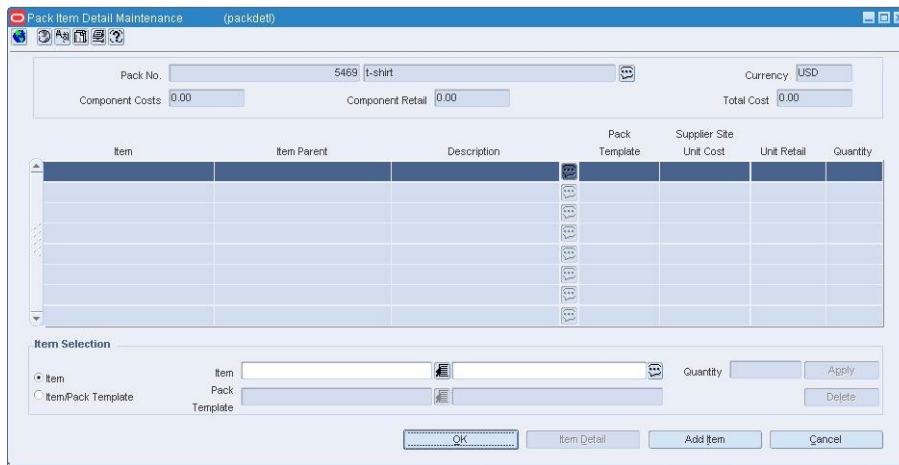 Pack Item Detail Maintenance (packdetl)
Pack No. 5469 t-shirt Currency USD
Component Costs 0.00 Component Retail 0.00 Total Cost 0.00
Pack Supplier Site
Item Item Parent Description Template Unit Cost Unit Retail Quantity
Item Selection
Item Item Quantity Apply
Item/Pack Template Pack Template Delete
OK Item Detail Add Item Cancel